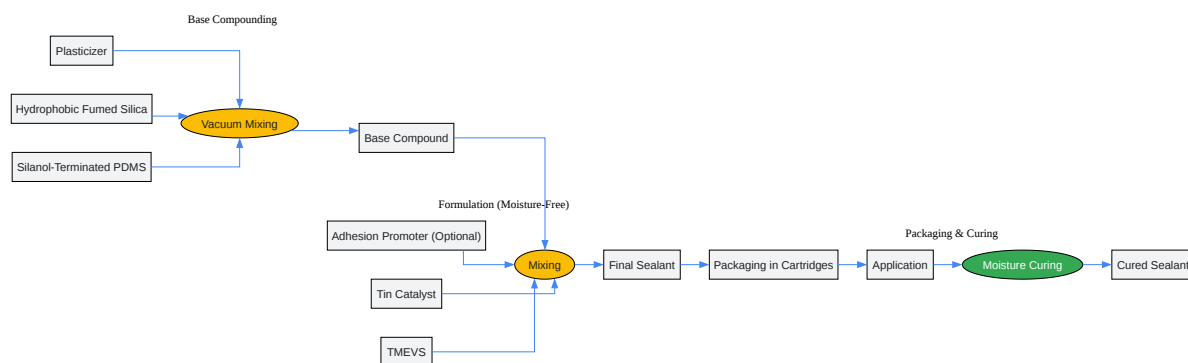 Base Compounding
Plasticizer
Hydrophobic Fumed Silica
Vacuum Mixing
Base Compound
Silanol-Terminated PDMS
Formulation (Moisture-Free)
Adhesion Promoter (Optional)
Packaging & Curing
Mixing
Final Sealant
Packaging in Cartridges
Application
Moisture Curing
Cured Sealant
Tin Catalyst
TMEVS